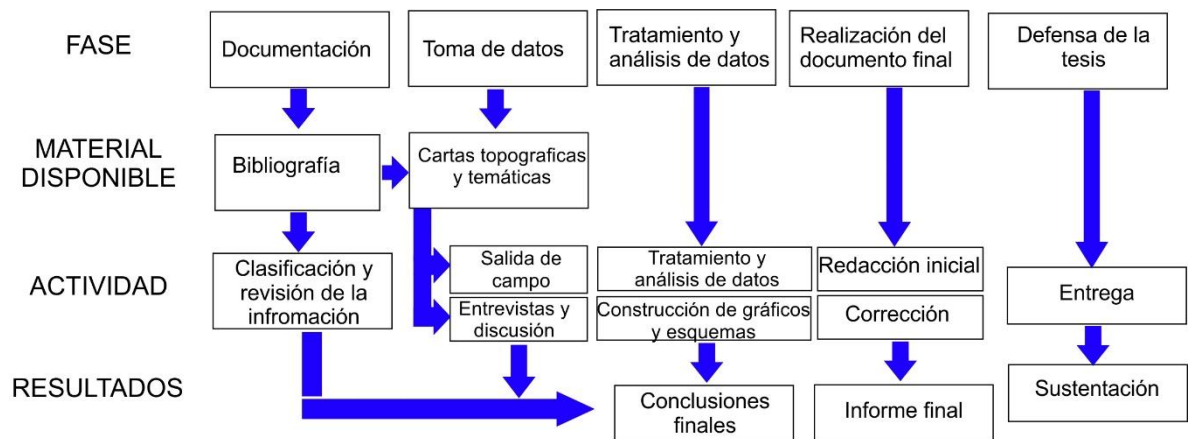 FASE
Documentación
Toma de datos
Tratamiento y
análisis de datos
Realización del
documento final
Defensa de la
tesis
MATERIAL
DISPONIBLE
Bibliografía
Cartas topograficas
y temáticas
ACTIVIDAD
Clasificación y
revisión de la
infromación
Salida de
campo
Entrevistas y
discusión
Tratamiento y
análisis de datos
Construcción de gráficos
y esquemas
Redacción inicial
Corrección
Entrega
RESULTADOS
Conclusiones
finales
Informe final
Sustentación